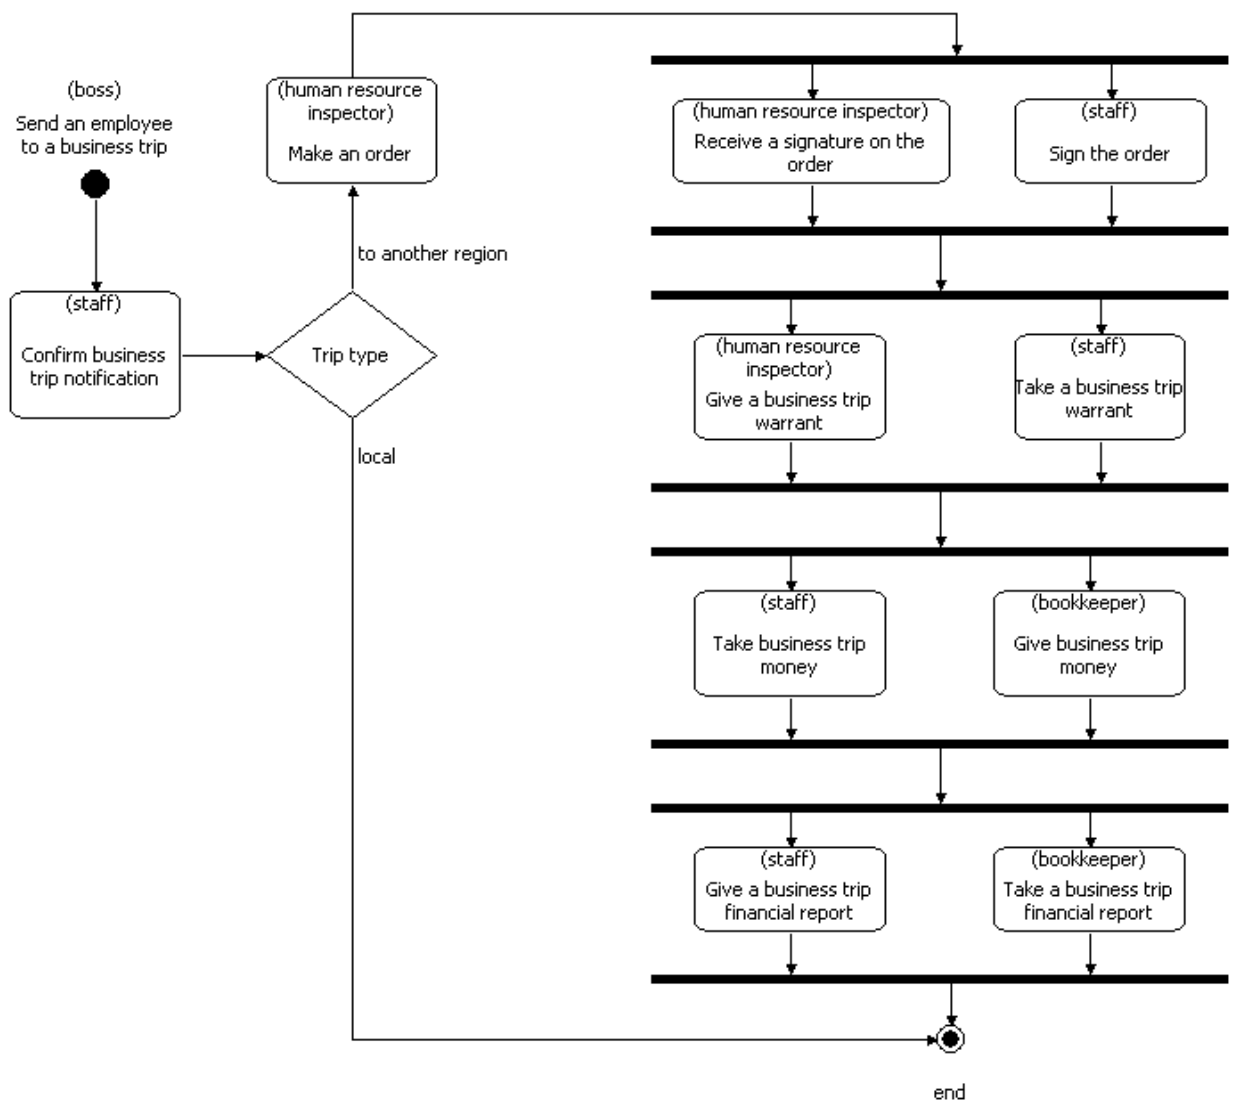 (boss)
Send an employee
to a business trip
(staff)
Confirm business
trip notification
Trip type
to another region
local
(human resource
inspector)
Make an order
(human resource inspector)
Receive a signature on the
order
(staff)
Sign the order
(human resource
inspector)
Give a business trip
warrant
(staff)
Take a business trip
warrant
(staff)
Take business trip
money
(bookkeeper)
Give business trip
money
(staff)
Give a business trip
financial report
(bookkeeper)
Take a business trip
financial report
end